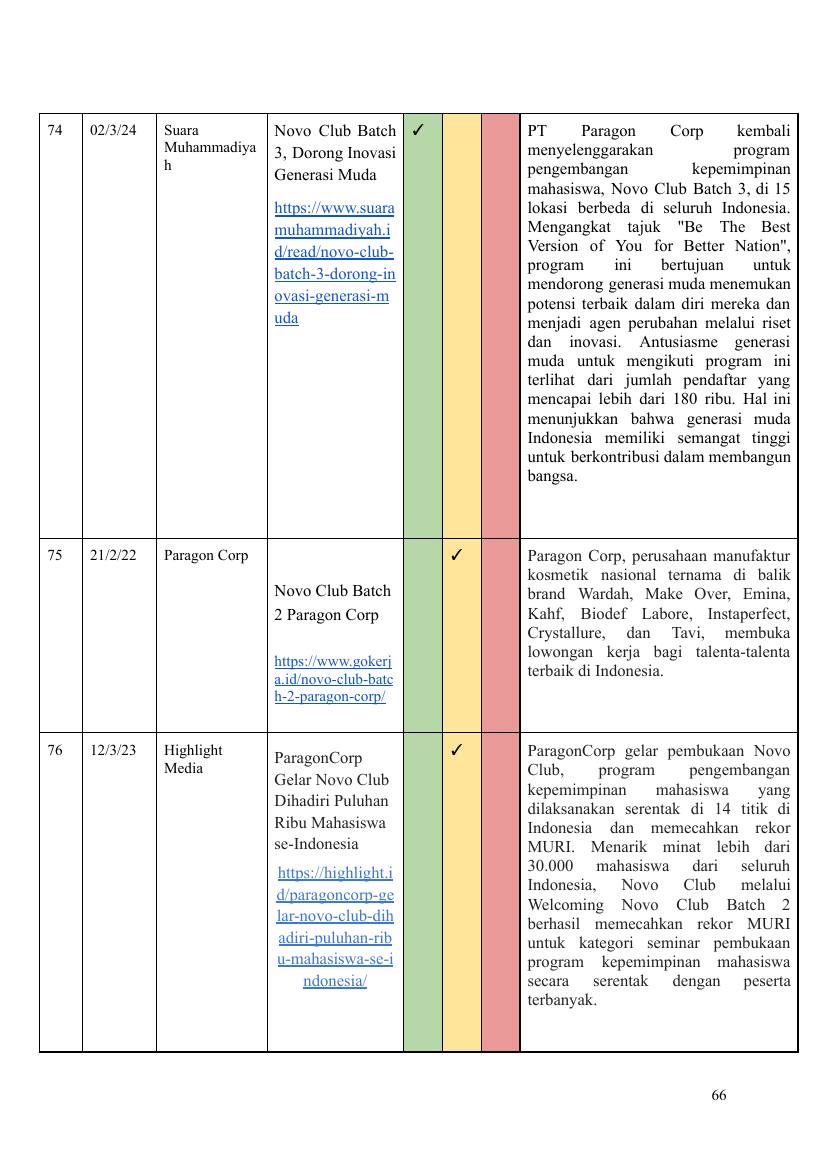 74
02/3/24
Suara
Muhammadiya
h
Novo Club Batch
3, Dorong Inovasi
Generasi Muda
https://www.suara
muhammadiyah.i
d/read/novo-club-
batch-3-dorong-in
ovasi-generasi-m
uda
✓
PT Paragon Corp kembali
menyelenggarakan program
pengembangan kepemimpinan
mahasiswa, Novo Club Batch 3, di 15
lokasi berbeda di seluruh Indonesia.
Mengangkat tajuk "Be The Best
Version of You for Better Nation",
program ini bertujuan untuk
mendorong generasi muda menemukan
potensi terbaik dalam diri mereka dan
menjadi agen perubahan melalui riset
dan inovasi. Antusiasme generasi
muda untuk mengikuti program ini
terlihat dari jumlah pendaftar yang
mencapai lebih dari 180 ribu. Hal ini
menunjukkan bahwa generasi muda
Indonesia memiliki semangat tinggi
untuk berkontribusi dalam membangun
bangsa.
75
21/2/22
Paragon Corp
Novo Club Batch
2 Paragon Corp
https://www.gokerj
a.id/novo-club-batc
h-2-paragon-corp/
✓
Paragon Corp, perusahaan manufaktur
kosmetik nasional ternama di balik
brand Wardah, Make Over, Emina,
Kahf, Biodef Labore, Instaperfect,
Crystallure, dan Tavi, membuka
lowongan kerja bagi talenta-talenta
terbaik di Indonesia.
76
12/3/23
Highlight
Media
ParagonCorp
Gelar Novo Club
Dihadiri Puluhan
Ribu Mahasiswa
se-Indonesia
https://highlight.i
d/paragoncorp-ge
lar-novo-club-dih
adiri-puluhan-rib
u-mahasiswa-se-i
ndonesia/
✓
ParagonCorp gelar pembukaan Novo
Club, program pengembangan
kepemimpinan mahasiswa yang
dilaksanakan serentak di 14 titik di
Indonesia dan memecahkan rekor
MURI. Menarik minat lebih dari
30.000 mahasiswa dari seluruh
Indonesia, Novo Club melalui
Welcoming Novo Club Batch 2
berhasil memecahkan rekor MURI
untuk kategori seminar pembukaan
program kepemimpinan mahasiswa
secara serentak dengan peserta
terbanyak.
66